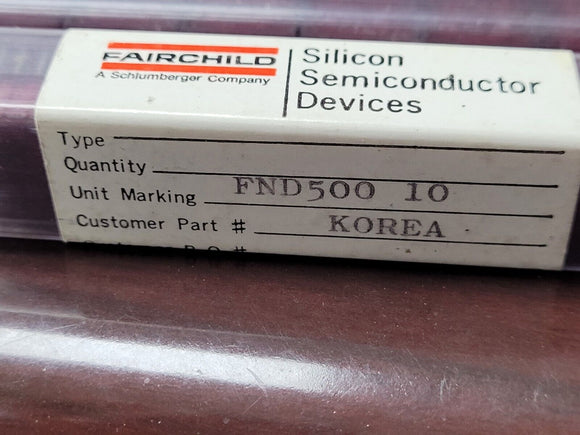 FAIRCHILD
A Schlumberger Company
Silicon
Semiconductor
Devices
Type
Quantity
Unit Marking FND500 10
Customer Part # KOREA